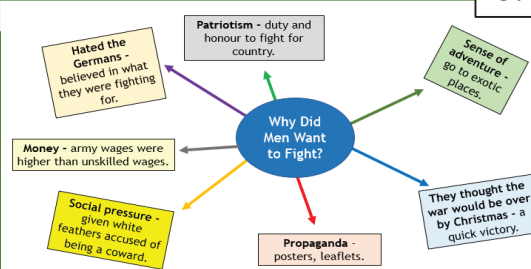 Patriotism - duty and
honour to fight for
country.
Hated the
Germans -
believed in what
they were fighting
for.
Sense of
adventure -
go to exotic
places.
Why Did
Men Want
to Fight?
Money - army wages were
higher than unskilled wages.
They thought the
war would be over
by Christmas - a
quick victory.
Social pressure -
given white
feathers accused of
being a coward.
Propaganda -
posters, leaflets.